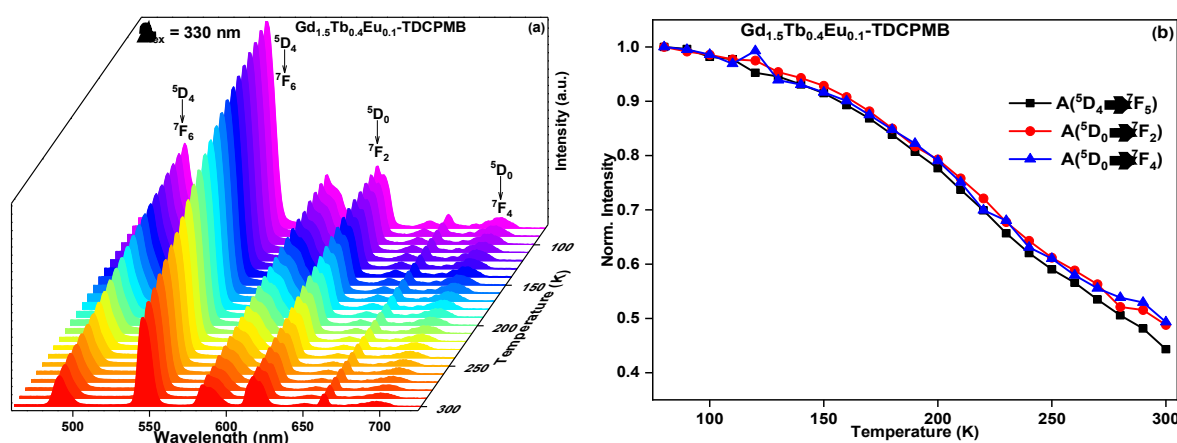 ex = 330 nm
Gd1.5Tb0.4Eu0.1-TDCPMB
(a)
5D4
7F6
5D4
7F6
5D0
7F2
5D0
7F4
Intensity (a.u.)
100
150
200
250
300
Temperature (K)
500
550
600
650
700
Wavelength (nm)
Gd1.5Tb0.4Eu0.1-TDCPMB
(b)
A(5D4 7F5)
A(5D0 7F2)
A(5D0 7F4)
Norm. Intensity
1.0
0.9
0.8
0.7
0.6
0.5
0.4
100
150
200
250
300
Temperature (K)